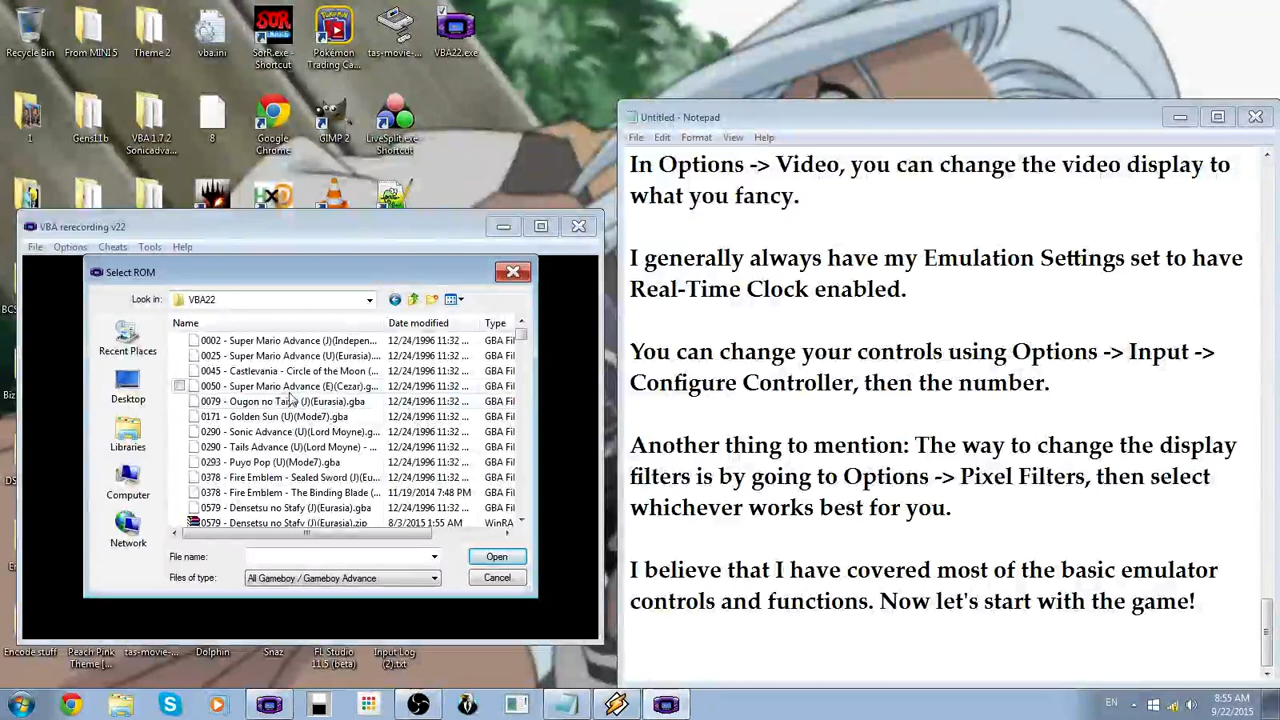 Recycle Bin
From MINI5
Theme 2
vba.ini
SoR.exe - Shortcut
Pokémon Trading Ca...
tas-movie-...
VBA22.exe
1
Gens11b
VBA 1.7.2 Sonicadva...
8
Google Chrome
GIMP 2
LiveSplit.exe Shortcut
Untitled - Notepad
File Edit Format View Help
In Options -> Video, you can change the video display to
what you fancy.
I generally always have my Emulation Settings set to have
Real-Time Clock enabled.
You can change your controls using Options -> Input ->
Configure Controller, then the number.
Another thing to mention: The way to change the display
filters is by going to Options -> Pixel Filters, then select
whichever works best for you.
I believe that I have covered most of the basic emulator
controls and functions. Now let's start with the game!
VBA rerecording v22
File Options Cheats Tools Help
Select ROM
Look in: VBA22
Name Date modified Type
0002 - Super Mario Advance (J)(Indepen... 12/24/1996 11:32 ... GBA Fil
0025 - Super Mario Advance (U)(Eurasia).... 12/24/1996 11:32 ... GBA Fil
0045 - Castlevania - Circle of the Moon (... 12/24/1996 11:32 ... GBA Fil
0050 - Super Mario Advance (E)(Cezar).g... 12/24/1996 11:32 ... GBA Fil
0079 - Ougon no Ta (J)(Eurasia).gba 12/24/1996 11:32 ... GBA Fil
0171 - Golden Sun (U)(Mode7).gba 12/24/1996 11:32 ... GBA Fil
0290 - Sonic Advance (U)(Lord Moyne).g... 12/24/1996 11:32 ... GBA Fil
0290 - Tails Advance (U)(Lord Moyne) - ... 12/24/1996 11:32 ... GBA Fil
0293 - Puyo Pop (U)(Mode7).gba 12/24/1996 11:32 ... GBA Fil
0378 - Fire Emblem - Sealed Sword (J)(Eu... 12/24/1996 11:32 ... GBA Fil
0378 - Fire Emblem - The Binding Blade (... 11/19/2014 7:48 PM GBA Fil
0579 - Densetsu no Stafy (J)(Eurasia).gba 12/24/1996 11:32 ... GBA Fil
0579 - Densetsu no Stafy (J)(Eurasia).zip 8/3/2015 1:55 AM WinRA
Recent Places
Desktop
Libraries
Computer
Network
File name: Open
Files of type: All Gameboy / Gameboy Advance Cancel
Encode stuff
Peach Pink Theme [...
tas-movie-...
Dolphin
Snaz
FL Studio 11.5 (beta)
Input Log (2).txt
EN
8:55 AM
9/22/2015